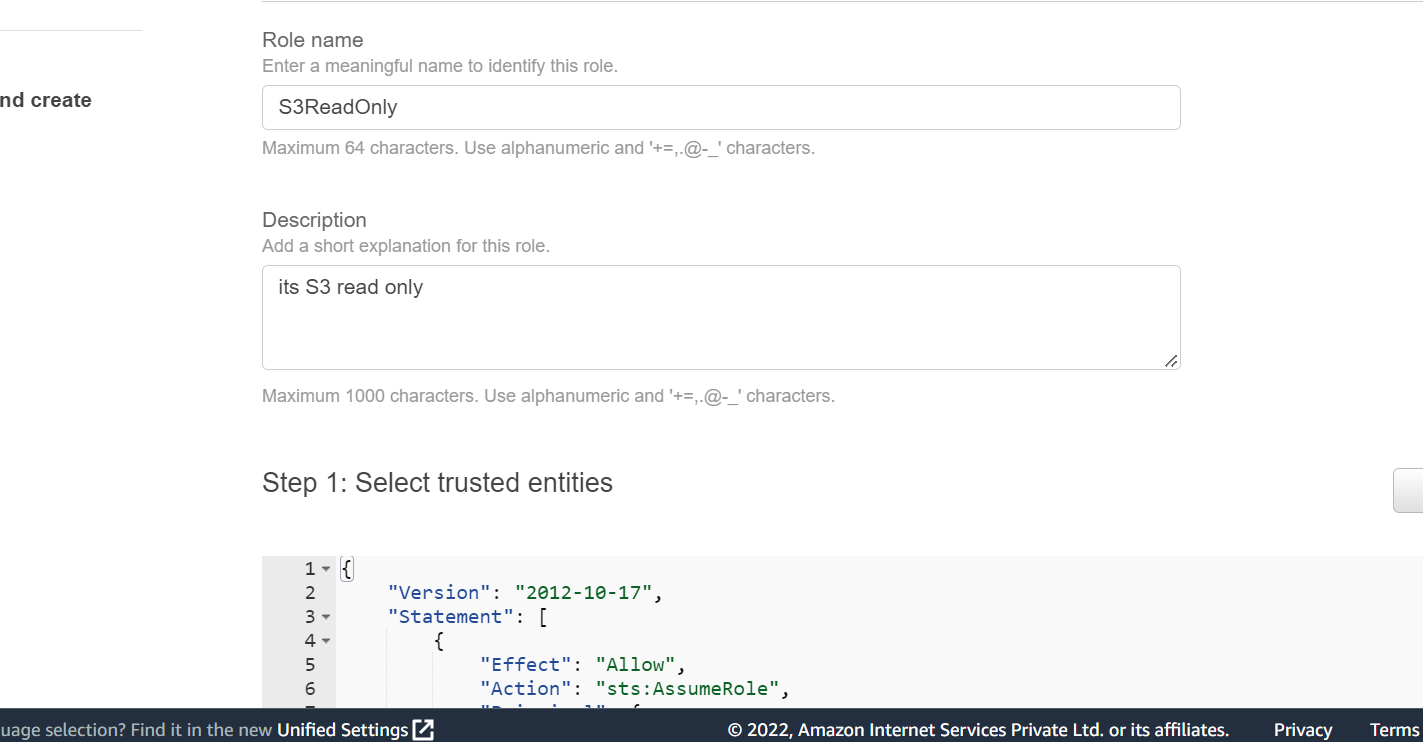 Role name
Enter a meaningful name to identify this role.
nd create
S3ReadOnly
Maximum 64 characters. Use alphanumeric and '+=,.@-_' characters.
Description
Add a short explanation for this role.
its S3 read only
Maximum 1000 characters. Use alphanumeric and '+=,.@-_' characters.
Step 1: Select trusted entities
1 {
2 "Version": "2012-10-17",
3 "Statement": [
4 {
5 "Effect": "Allow",
6 "Action": "sts:AssumeRole",
uage selection? Find it in the new Unified Settings © 2022, Amazon Internet Services Private Ltd. or its affiliates. Privacy Terms